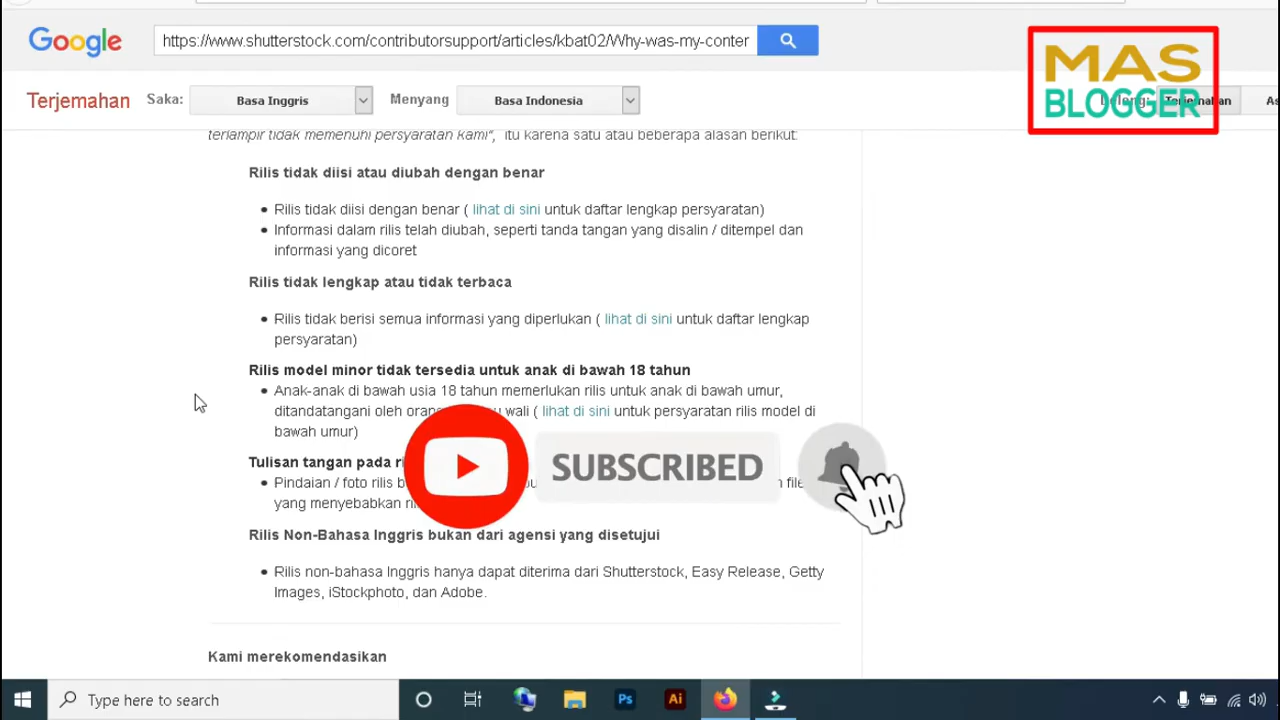 Google
https://www.shutterstock.com/contributorsupport/articles/kbat02/Why-was-my-conter
MAS
BLOGGER
Terjemahan Saka: Basa Inggris Menyang Basa Indonesia Terjemahan As
terlampir tidak memenuhi persyaratan kami", itu karena satu atau beberapa alasan berikut:
Rilis tidak diisi atau diubah dengan benar
Rilis tidak diisi dengan benar ( lihat di sini untuk daftar lengkap persyaratan)
Informasi dalam rilis telah diubah, seperti tanda tangan yang disalin / ditempel dan
informasi yang dicoret
Rilis tidak lengkap atau tidak terbaca
Rilis tidak berisi semua informasi yang diperlukan ( lihat di sini untuk daftar lengkap
persyaratan)
Rilis model minor tidak tersedia untuk anak di bawah 18 tahun
Anak-anak di bawah usia 18 tahun memerlukan rilis untuk anak di bawah umur,
ditandatangani oleh wali ( lihat di sini untuk persyaratan rilis model di
bawah umur)
Tulisan tangan pada
Pindaian / foto rilis file
yang menyebabkan
SUBSCRIBED
Rilis Non-Bahasa Inggris bukan dari agensi yang disetujui
Rilis non-bahasa Inggris hanya dapat diterima dari Shutterstock, Easy Release, Getty
Images, iStockphoto, dan Adobe.
Kami merekomendasikan
Type here to search
Ps
Ai